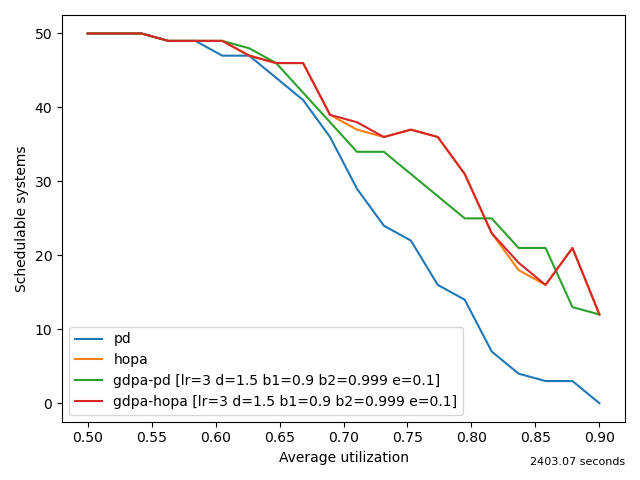 Schedulable systems
50
40
30
20
10
0
pd
hopa
gdpa-pd [lr=3 d=1.5 b1=0.9 b2=0.999 e=0.1]
gdpa-hopa [lr=3 d=1.5 b1=0.9 b2=0.999 e=0.1]
0.50 0.55 0.60 0.65 0.70 0.75 0.80 0.85 0.90
Average utilization
2403.07 seconds